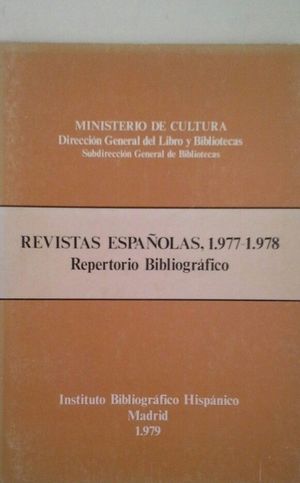 MINISTERIO DE CULTURA
Dirección General del Libro y Bibliotecas
Subdirección General de Bibliotecas
REVISTAS ESPAÑOLAS, 1.977-1.978
Repertorio Bibliográfico
Instituto Bibliográfico Hispánico
Madrid
1.979